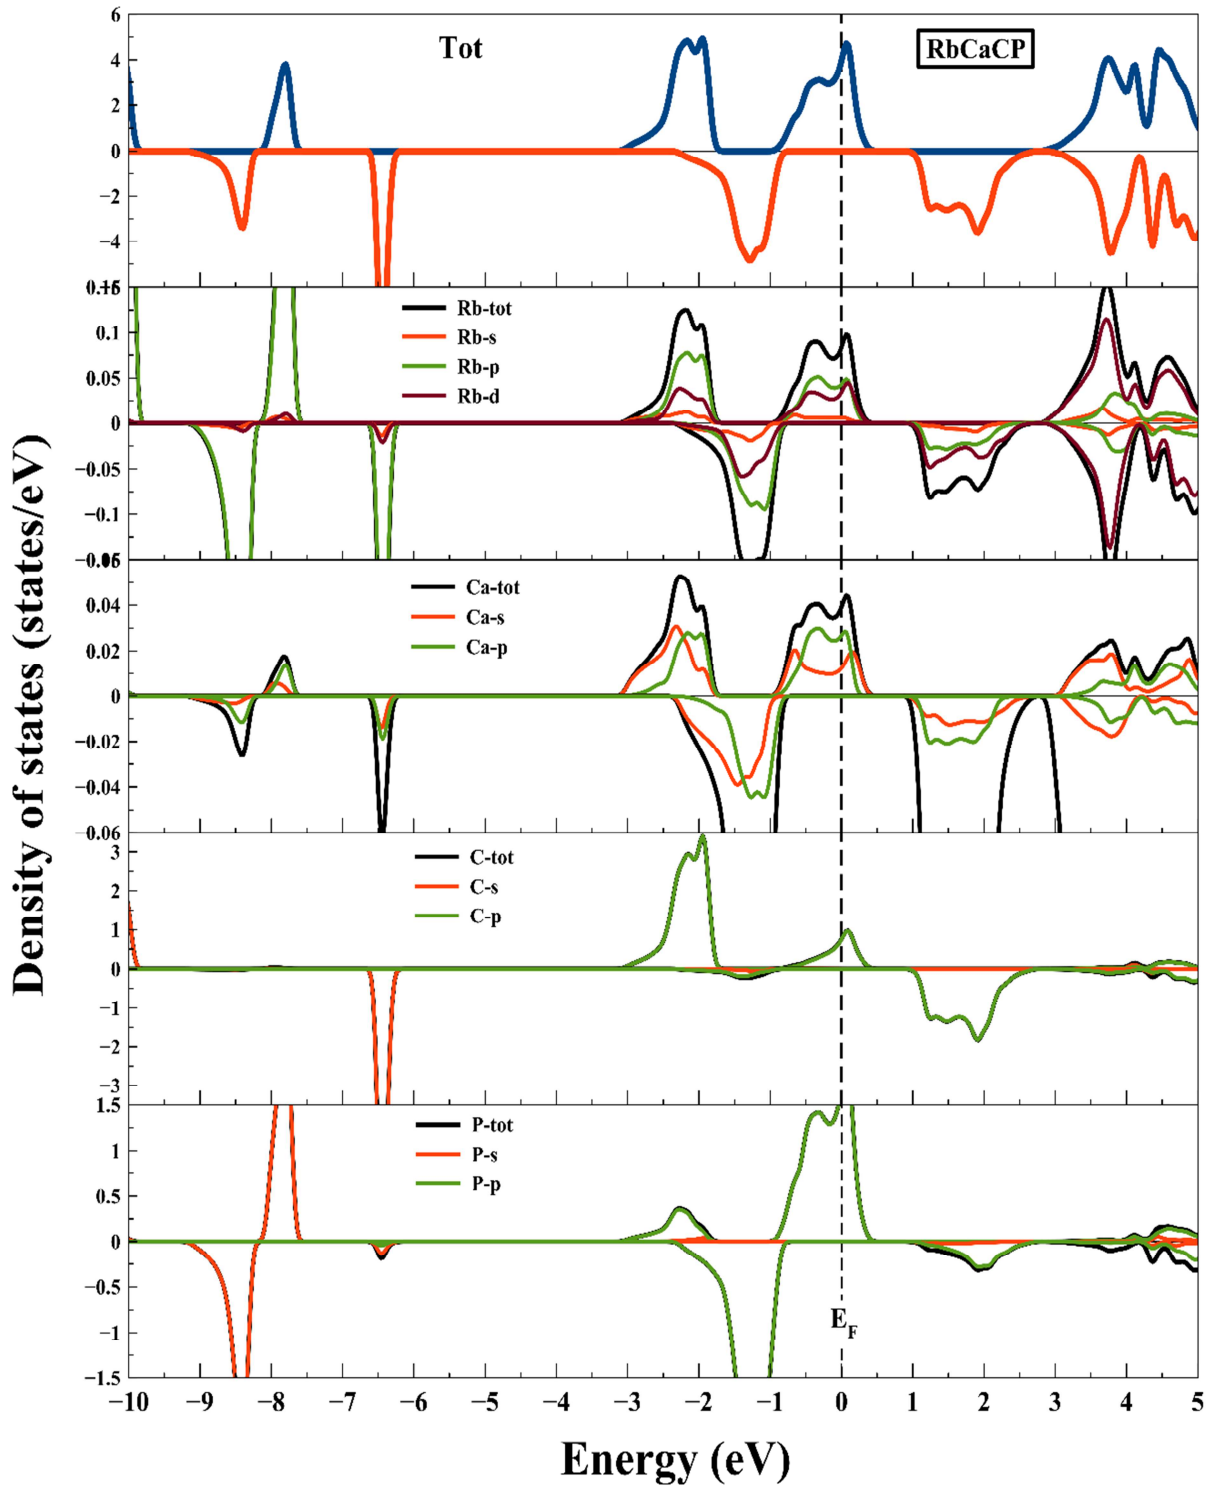 6
Tot
RbCaCP
4
2
0
−2
−4
0.15
Rb-tot
0.1
Rb-s
0.05
Rb-p
Rb-d
0
−0.05
−0.1
Ca-tot
0.04
Ca-s
0.02
Ca-p
0
−0.02
−0.04
−0.06
3
C-tot
2
C-s
1
C-p
0
−1
−2
−3
1.5
P-tot
1
P-s
0.5
P-p
0
−0.5
−1
E_F
−1.5
−10 −9 −8 −7 −6 −5 −4 −3 −2 −1 0 1 2 3 4 5
Energy (eV)
Density of states (states/eV)